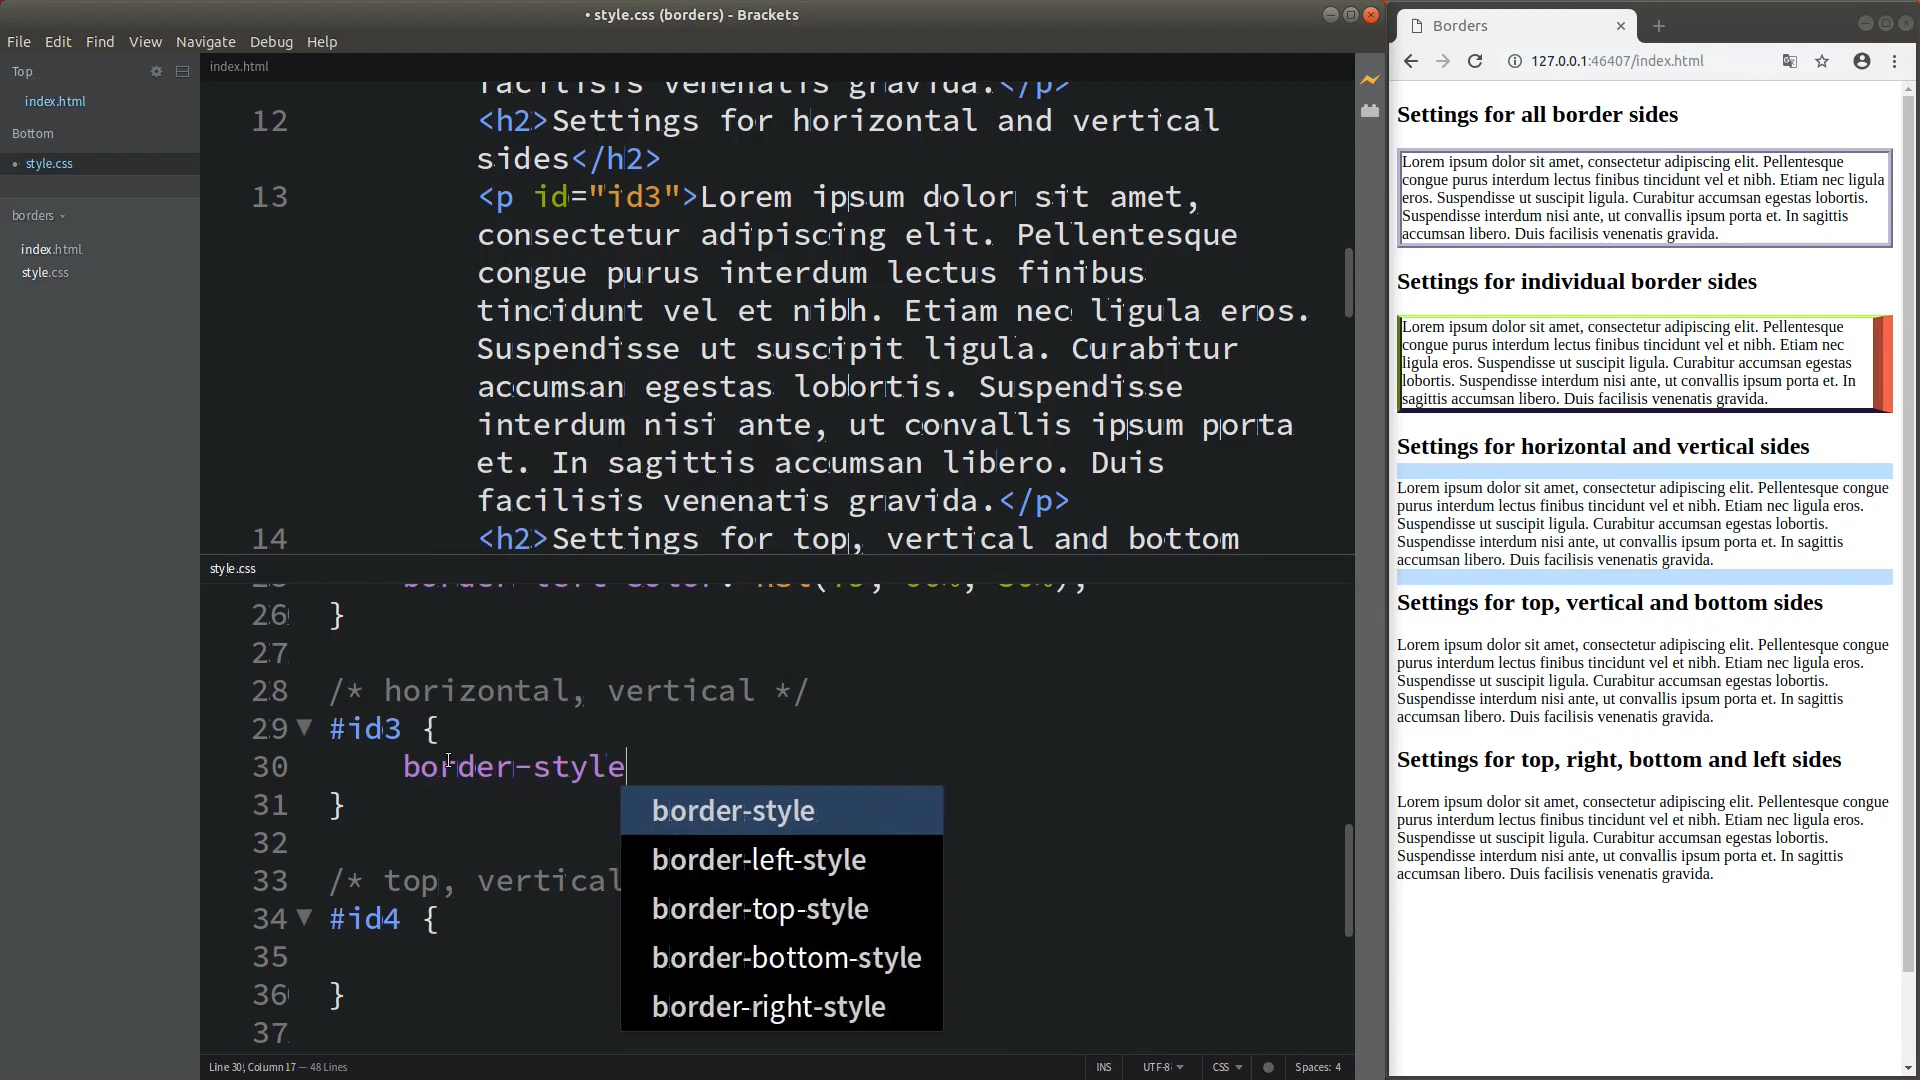 • style.css (borders) - Brackets
File Edit Find View Navigate Debug Help
Top
index.html
Bottom
• style.css
borders
index.html
style.css
index.html
facilisis venenatis gravida.</p>
12 <h2>Settings for horizontal and vertical
sides</h2>
13 <p id="id3">Lorem ipsum dolor sit amet,
consectetur adipiscing elit. Pellentesque
congue purus interdum lectus finibus
tincidunt vel et nibh. Etiam nec ligula eros.
Suspendisse ut suscipit ligula. Curabitur
accumsan egestas lobortis. Suspendisse
interdum nisi ante, ut convallis ipsum porta
et. In sagittis accumsan libero. Duis
facilisis venenatis gravida.</p>
14 <h2>Settings for top, vertical and bottom
style.css
26 }
27
28 /* horizontal, vertical */
29 #id3 {
30 border-style
31 }
32
33 /* top, vertical
34 #id4 {
35
36 }
37
border-style
border-left-style
border-top-style
border-bottom-style
border-right-style
Line 30, Column 17 — 48 Lines
INS UTF-8 CSS Spaces: 4
Borders
127.0.0.1:46407/index.html
Settings for all border sides
Lorem ipsum dolor sit amet, consectetur adipiscing elit. Pellentesque
congue purus interdum lectus finibus tincidunt vel et nibh. Etiam nec ligula
eros. Suspendisse ut suscipit ligula. Curabitur accumsan egestas lobortis.
Suspendisse interdum nisi ante, ut convallis ipsum porta et. In sagittis
accumsan libero. Duis facilisis venenatis gravida.
Settings for individual border sides
Lorem ipsum dolor sit amet, consectetur adipiscing elit. Pellentesque
congue purus interdum lectus finibus tincidunt vel et nibh. Etiam nec
ligula eros. Suspendisse ut suscipit ligula. Curabitur accumsan egestas
lobortis. Suspendisse interdum nisi ante, ut convallis ipsum porta et. In
sagittis accumsan libero. Duis facilisis venenatis gravida.
Settings for horizontal and vertical sides
Lorem ipsum dolor sit amet, consectetur adipiscing elit. Pellentesque congue
purus interdum lectus finibus tincidunt vel et nibh. Etiam nec ligula eros.
Suspendisse ut suscipit ligula. Curabitur accumsan egestas lobortis.
Suspendisse interdum nisi ante, ut convallis ipsum porta et. In sagittis
accumsan libero. Duis facilisis venenatis gravida.
Settings for top, vertical and bottom sides
Lorem ipsum dolor sit amet, consectetur adipiscing elit. Pellentesque congue
purus interdum lectus finibus tincidunt vel et nibh. Etiam nec ligula eros.
Suspendisse ut suscipit ligula. Curabitur accumsan egestas lobortis.
Suspendisse interdum nisi ante, ut convallis ipsum porta et. In sagittis
accumsan libero. Duis facilisis venenatis gravida.
Settings for top, right, bottom and left sides
Lorem ipsum dolor sit amet, consectetur adipiscing elit. Pellentesque congue
purus interdum lectus finibus tincidunt vel et nibh. Etiam nec ligula eros.
Suspendisse ut suscipit ligula. Curabitur accumsan egestas lobortis.
Suspendisse interdum nisi ante, ut convallis ipsum porta et. In sagittis
accumsan libero. Duis facilisis venenatis gravida.